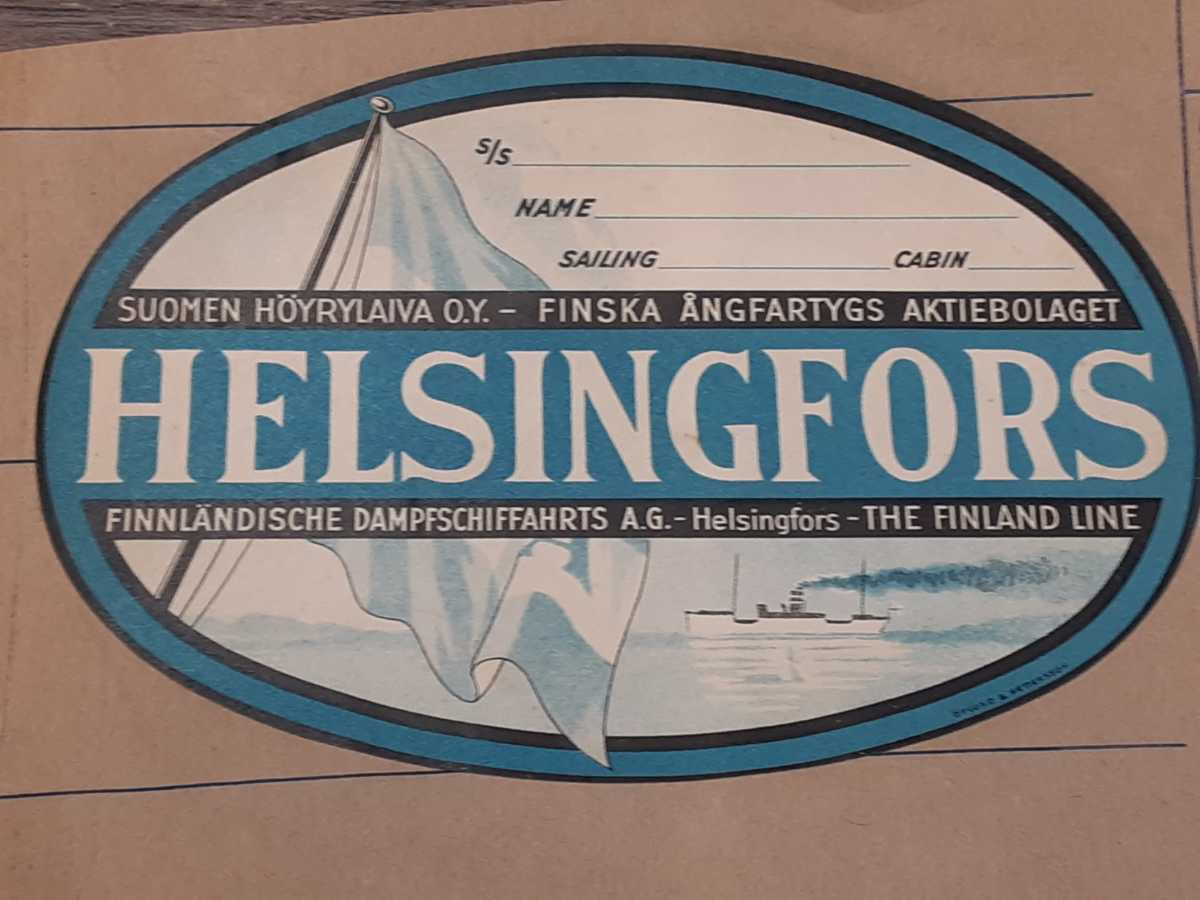 S/S
NAME
SAILING CABIN
SUOMEN HÖYRYLAIVA O.Y. – FINSKA ÅNGFARTYGS AKTIEBOLAGET
HELSINGFORS
FINNLÄNDISCHE DAMPFSCHIFFAHRTS A.G. – Helsingfors – THE FINLAND LINE